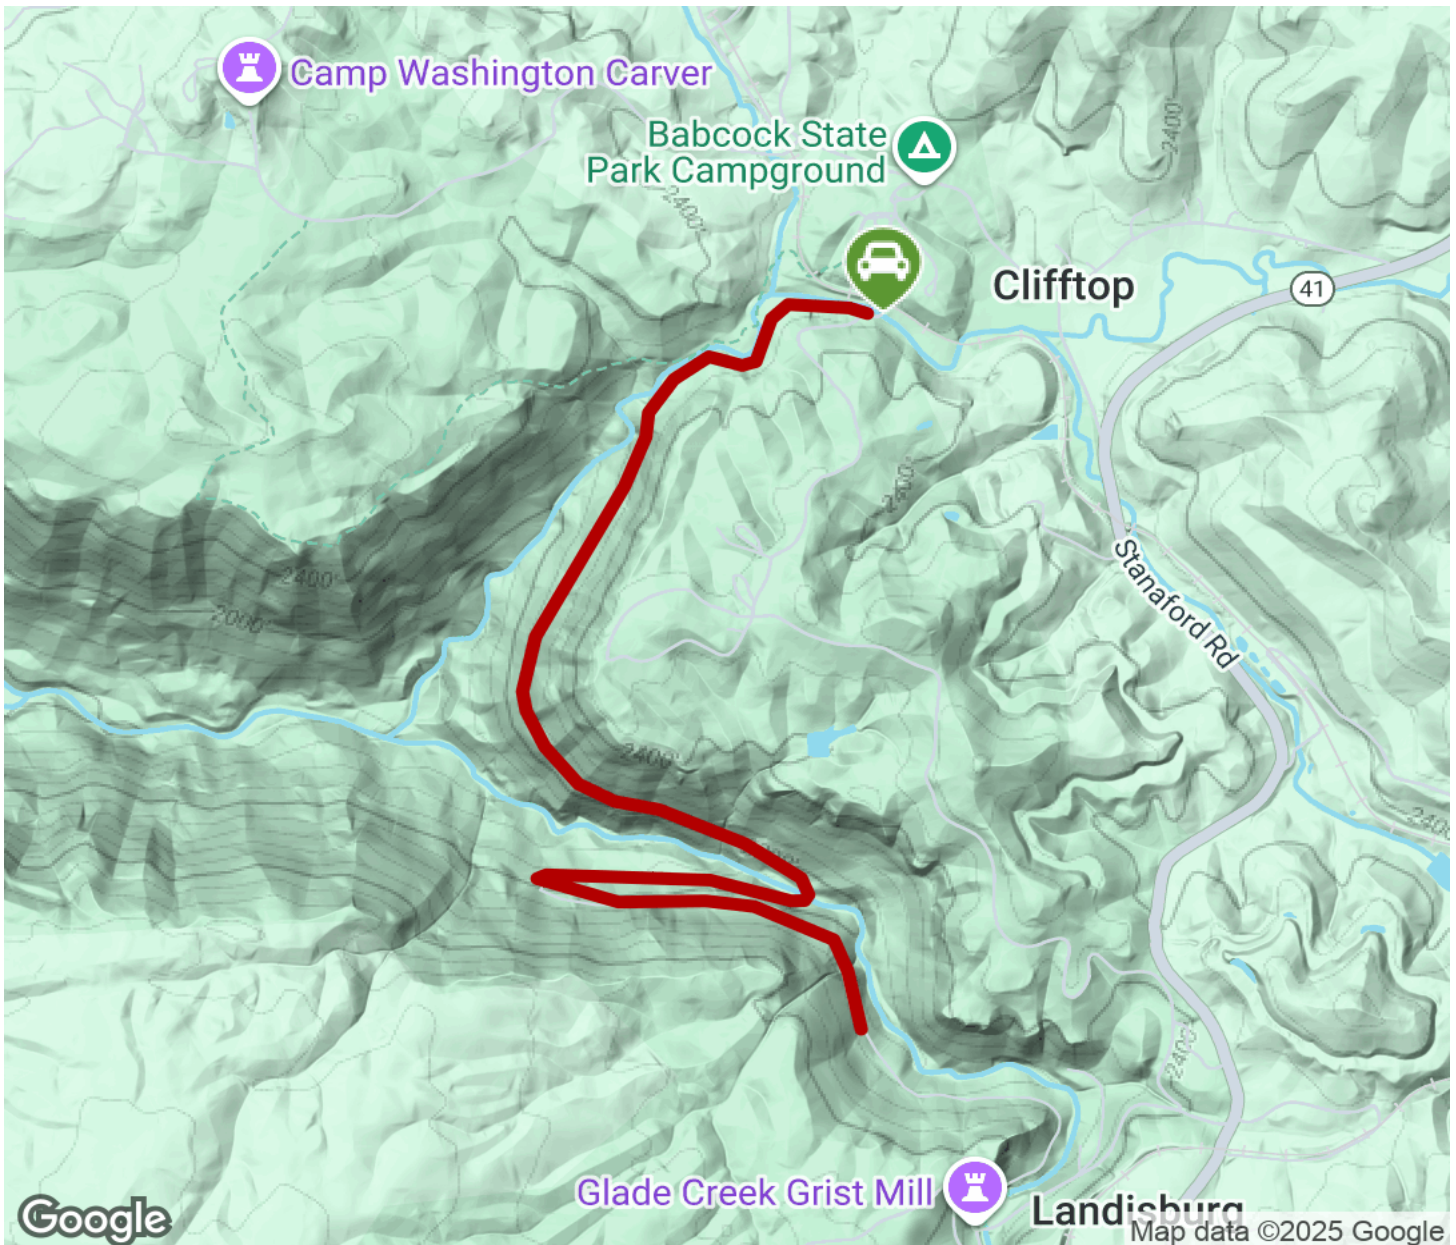 Camp Washington Carver
Babcock State
Park Campground
2400'
2400'
Clifftop
41
2400'
2400'
2000'
Stanaford Rd
2400'
2400'
Glade Creek Grist Mill
Landisburg
Google
Map data ©2025 Google